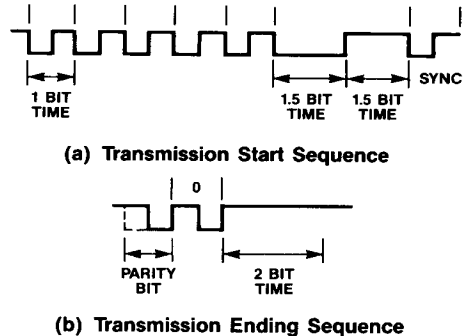 SYNC
1 BIT
TIME
1.5 BIT
TIME
1.5 BIT
TIME
(a) Transmission Start Sequence
0
PARITY
BIT
2 BIT
TIME
(b) Transmission Ending Sequence